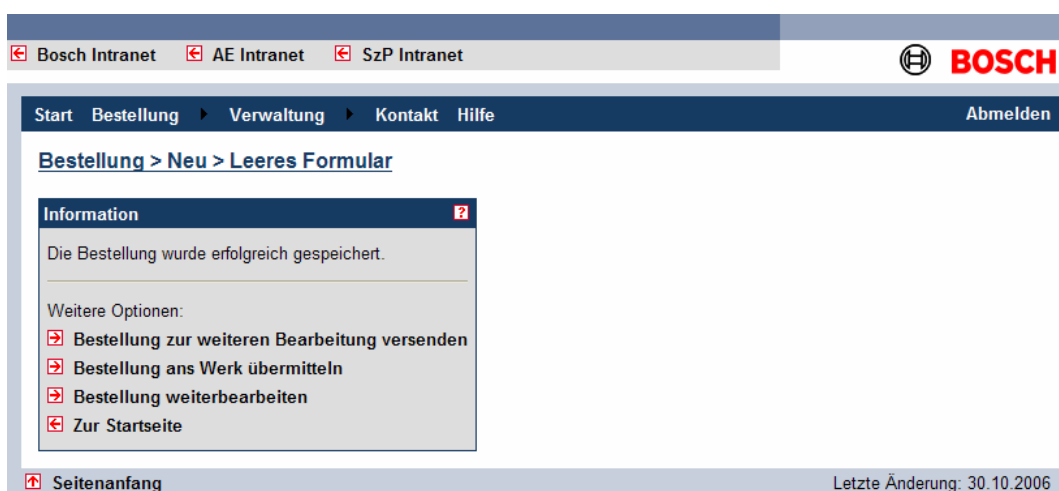 Bosch Intranet AE Intranet SzP Intranet
BOSCH
Start Bestellung Verwaltung Kontakt Hilfe Abmelden
Bestellung > Neu > Leeres Formular
Information ?
Die Bestellung wurde erfolgreich gespeichert.
Weitere Optionen:
Bestellung zur weiteren Bearbeitung versenden
Bestellung ans Werk übermitteln
Bestellung weiterbearbeiten
Zur Startseite
Seitenanfang Letzte Änderung: 30.10.2006